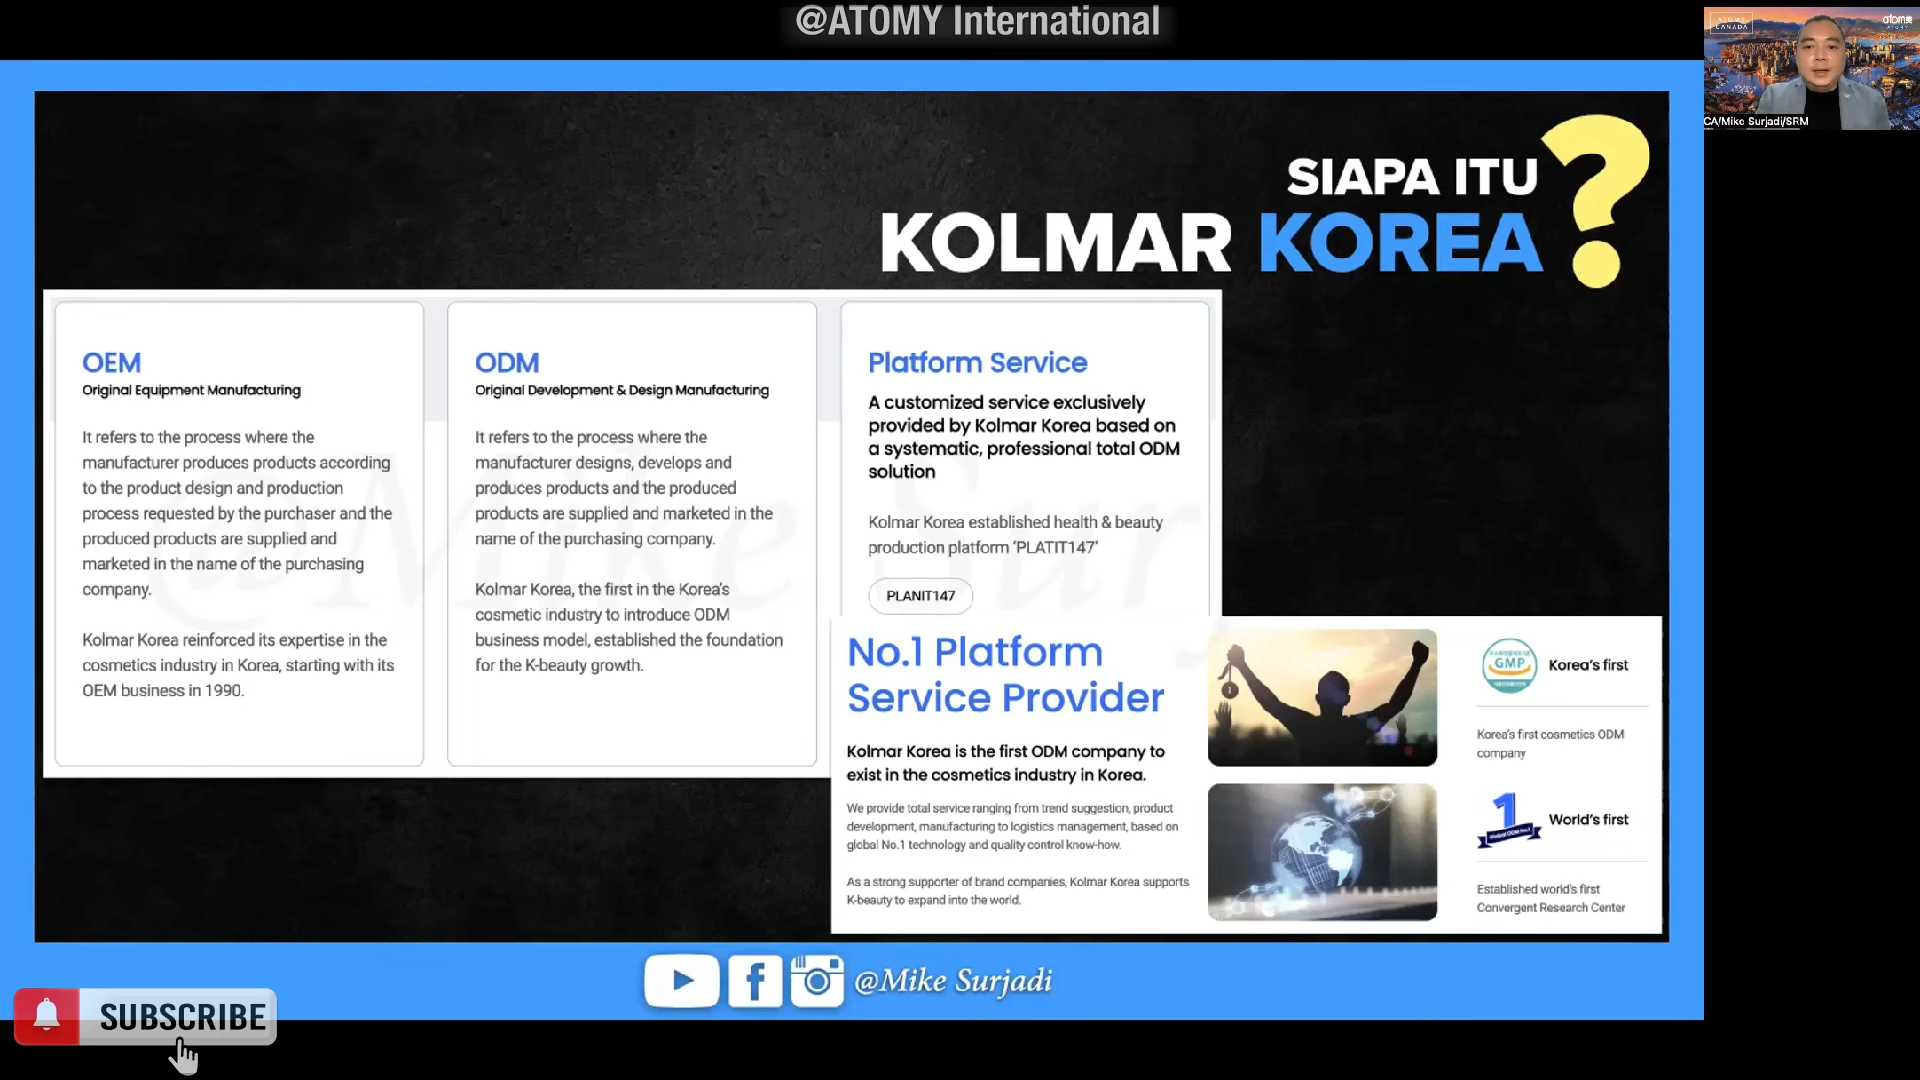 @ATOMY International
ATOMY
CANADA
atomy
CA/Mike Surjadi/SRM
SIAPA ITU
KOLMAR KOREA?
OEM
Original Equipment Manufacturing
It refers to the process where the
manufacturer produces products according
to the product design and production
process requested by the purchaser and the
produced products are supplied and
marketed in the name of the purchasing
company.
Kolmar Korea reinforced its expertise in the
cosmetics industry in Korea, starting with its
OEM business in 1990.
ODM
Original Development & Design Manufacturing
It refers to the process where the
manufacturer designs, develops and
produces products and the produced
products are supplied and marketed in the
name of the purchasing company.
Kolmar Korea, the first in the Korea's
cosmetic industry to introduce ODM
business model, established the foundation
for the K-beauty growth.
Platform Service
A customized service exclusively
provided by Kolmar Korea based on
a systematic, professional total ODM
solution
Kolmar Korea established health & beauty
production platform ‘PLATIT147’
PLANIT147
@Mike Surj
No.1 Platform
Service Provider
Kolmar Korea is the first ODM company to
exist in the cosmetics industry in Korea.
We provide total service ranging from trend suggestion, product
development, manufacturing to logistics management, based on
global No.1 technology and quality control know-how.
As a strong supporter of brand companies, Kolmar Korea supports
K-beauty to expand into the world.
GMP
Korea's first
Korea's first cosmetics ODM
company
1
World's first
Established world's first
Convergent Research Center
@Mike Surjadi
SUBSCRIBE